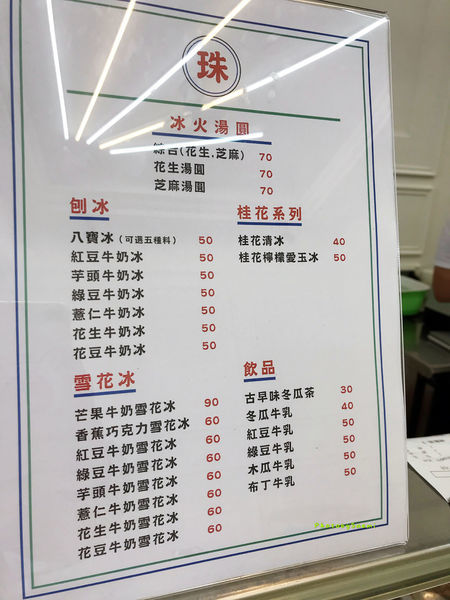 珠
冰火湯圓
綜合(花生,芝麻) 70
花生湯圓 70
芝麻湯圓 70
刨冰
八寶冰(可選五種料) 50
紅豆牛奶冰 50
芋頭牛奶冰 50
綠豆牛奶冰 50
薏仁牛奶冰 50
花生牛奶冰 50
花豆牛奶冰 50
桂花系列
桂花清冰 40
桂花檸檬愛玉冰 50
雪花冰
芒果牛奶雪花冰 90
香蕉巧克力雪花冰 60
紅豆牛奶雪花冰 60
綠豆牛奶雪花冰 60
芋頭牛奶雪花冰 60
薏仁牛奶雪花冰 60
花生牛奶雪花冰 60
花豆牛奶雪花冰 60
飲品
古早味冬瓜茶 30
冬瓜牛乳 40
紅豆牛乳 50
綠豆牛乳 50
木瓜牛乳 50
布丁牛乳 50